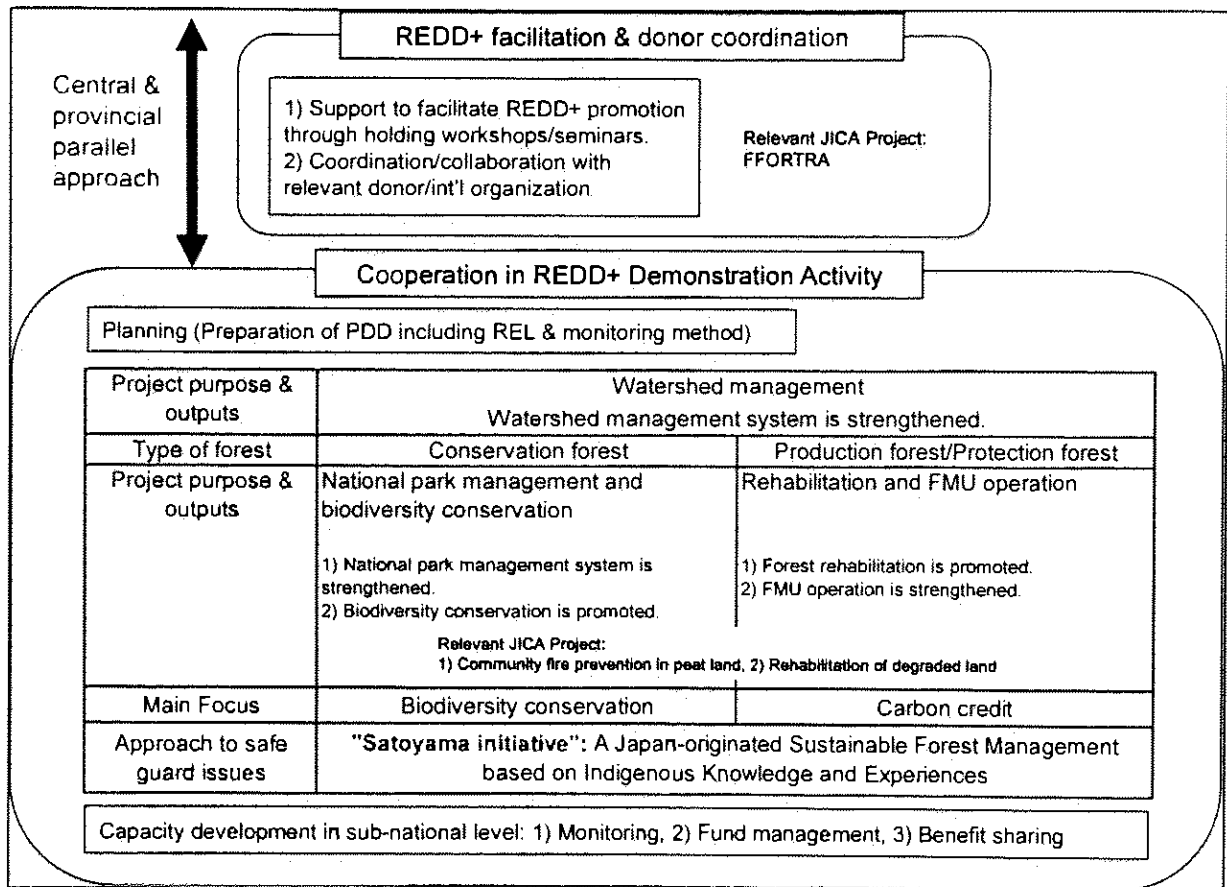 REDD+ facilitation & donor coordination
Central &
provincial
parallel
approach
1) Support to facilitate REDD+ promotion
through holding workshops/seminars.
2) Coordination/collaboration with
relevant donor/int'l organization
Relevant JICA Project:
FFORTRA
Cooperation in REDD+ Demonstration Activity
Planning (Preparation of PDD including REL & monitoring method)
Project purpose &
outputs
Watershed management
Watershed management system is strengthened.
Type of forest
Conservation forest
Production forest/Protection forest
Project purpose &
outputs
National park management and
biodiversity conservation
1) National park management system is
strengthened.
2) Biodiversity conservation is promoted.
Rehabilitation and FMU operation
1) Forest rehabilitation is promoted.
2) FMU operation is strengthened.
Relevant JICA Project:
1) Community fire prevention in peat land, 2) Rehabilitation of degraded land
Main Focus
Biodiversity conservation
Carbon credit
Approach to safe
guard issues
"Satoyama initiative": A Japan-originated Sustainable Forest Management
based on Indigenous Knowledge and Experiences
Capacity development in sub-national level: 1) Monitoring, 2) Fund management, 3) Benefit sharing